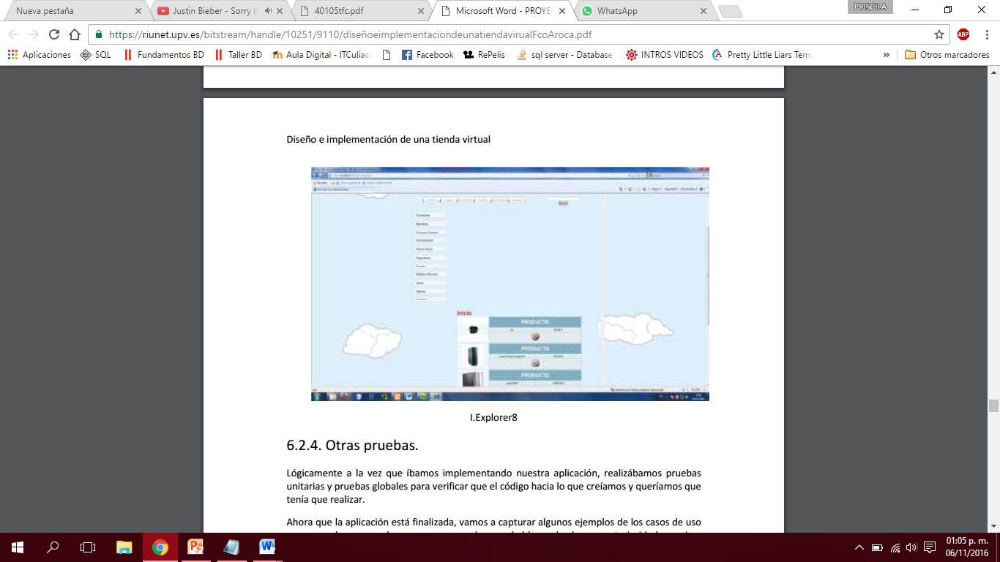 Nueva pestaña
Justin Bieber - Sorry (
40105tfc.pdf
Microsoft Word - PROYE
WhatsApp
PRISCILA
https://riunet.upv.es/bitstream/handle/10251/9110/diseñoeimplementaciondeunatiendavirualFcoAroca.pdf
ABP
Aplicaciones
SQL
Fundamentos BD
Taller BD
Aula Digital - ITCuliac
Facebook
RePelis
sql server - Database
INTROS VIDEOS
Pretty Little Liars Tem
»
Otros marcadores
Diseño e implementación de una tienda virtual
Inicio
PRODUCTO
PRODUCTO
PRODUCTO
I.Explorer8
6.2.4. Otras pruebas.
Lógicamente a la vez que íbamos implementando nuestra aplicación, realizábamos pruebas
unitarias y pruebas globales para verificar que el código hacia lo que creíamos y queríamos que
tenía que realizar.
Ahora que la aplicación está finalizada, vamos a capturar algunos ejemplos de los casos de uso
01:05 p. m.
06/11/2016